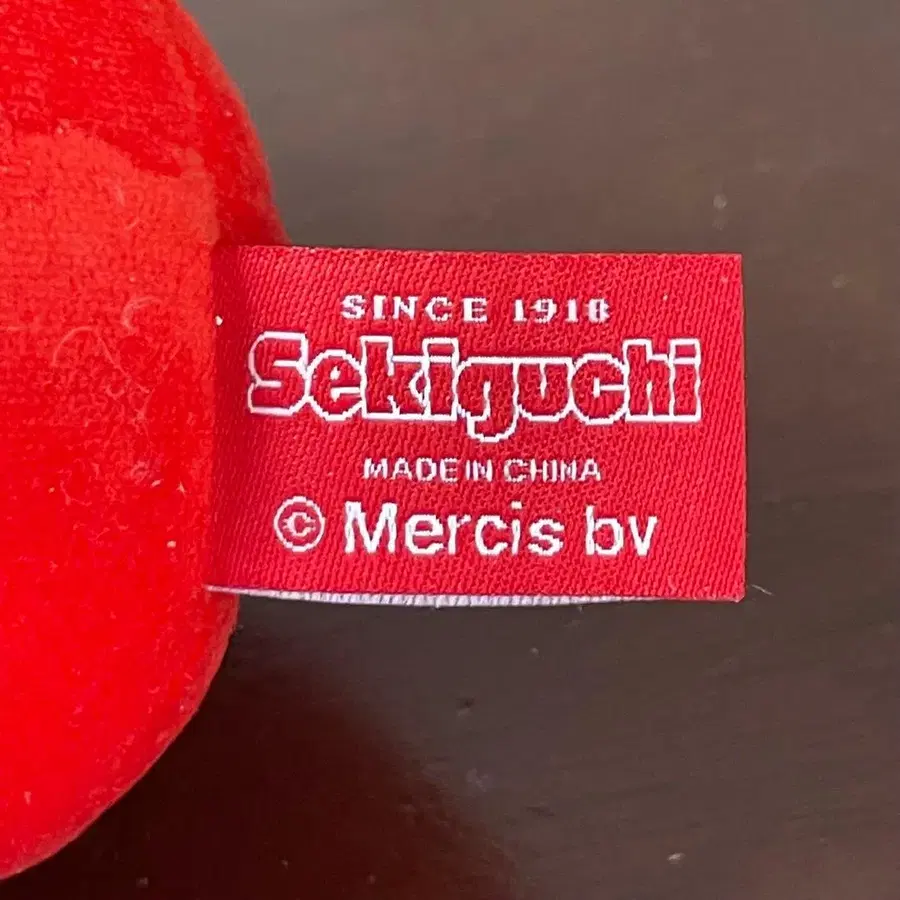 SINCE 1918
Sekiguchi
MADE IN CHINA
© Mercis bv